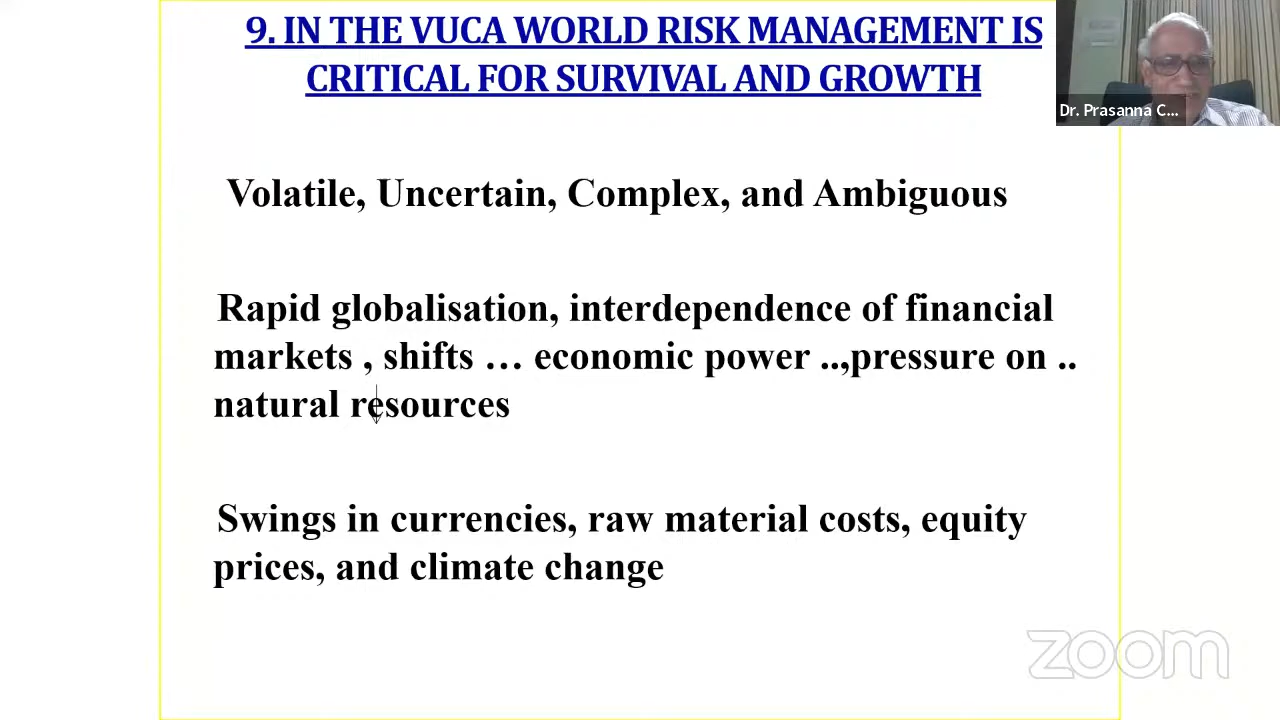 9. IN THE VUCA WORLD RISK MANAGEMENT IS
CRITICAL FOR SURVIVAL AND GROWTH
Dr. Prasanna C...
Volatile, Uncertain, Complex, and Ambiguous
Rapid globalisation, interdependence of financial
markets , shifts … economic power ..,pressure on ..
natural resources
Swings in currencies, raw material costs, equity
prices, and climate change
zoom